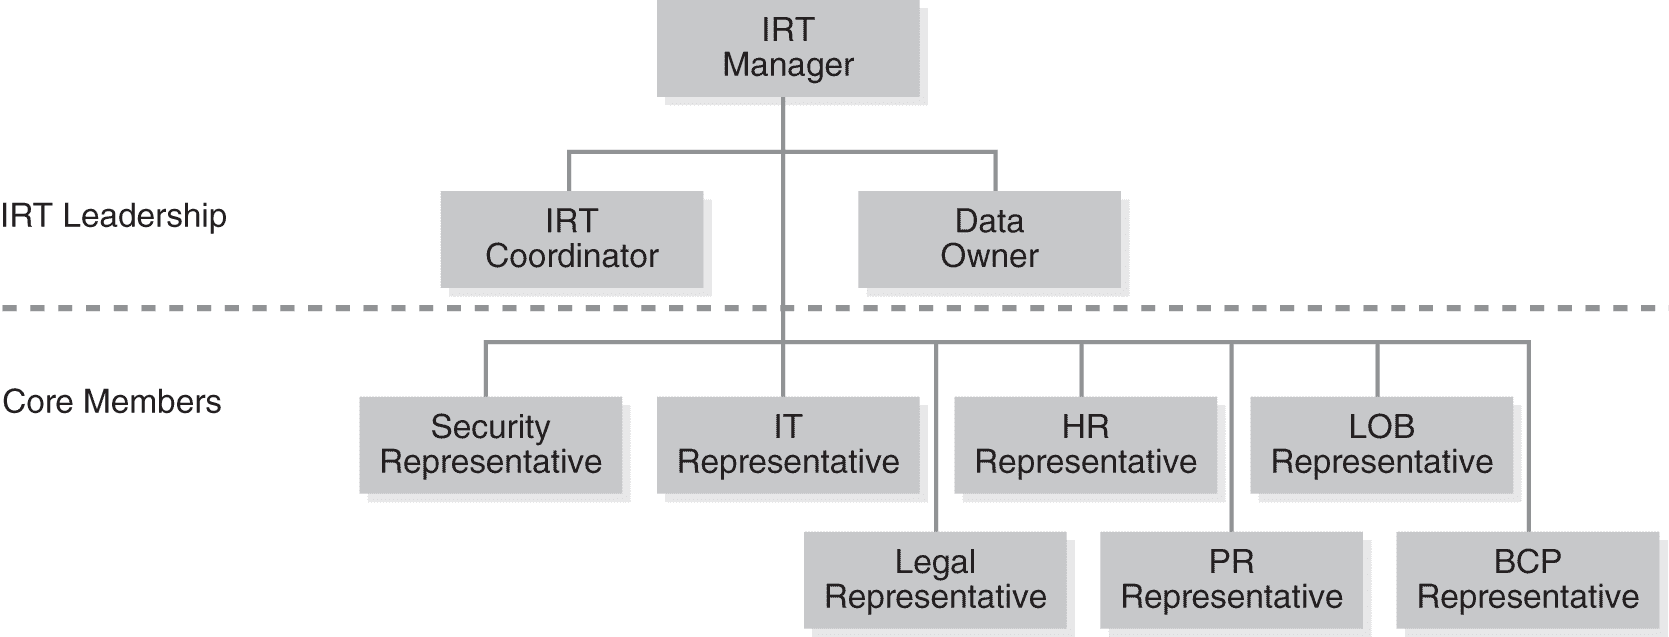 IRT
Manager
IRT Leadership
IRT
Coordinator
Data
Owner
Core Members
Security
Representative
IT
Representative
HR
Representative
LOB
Representative
Legal
Representative
PR
Representative
BCP
Representative